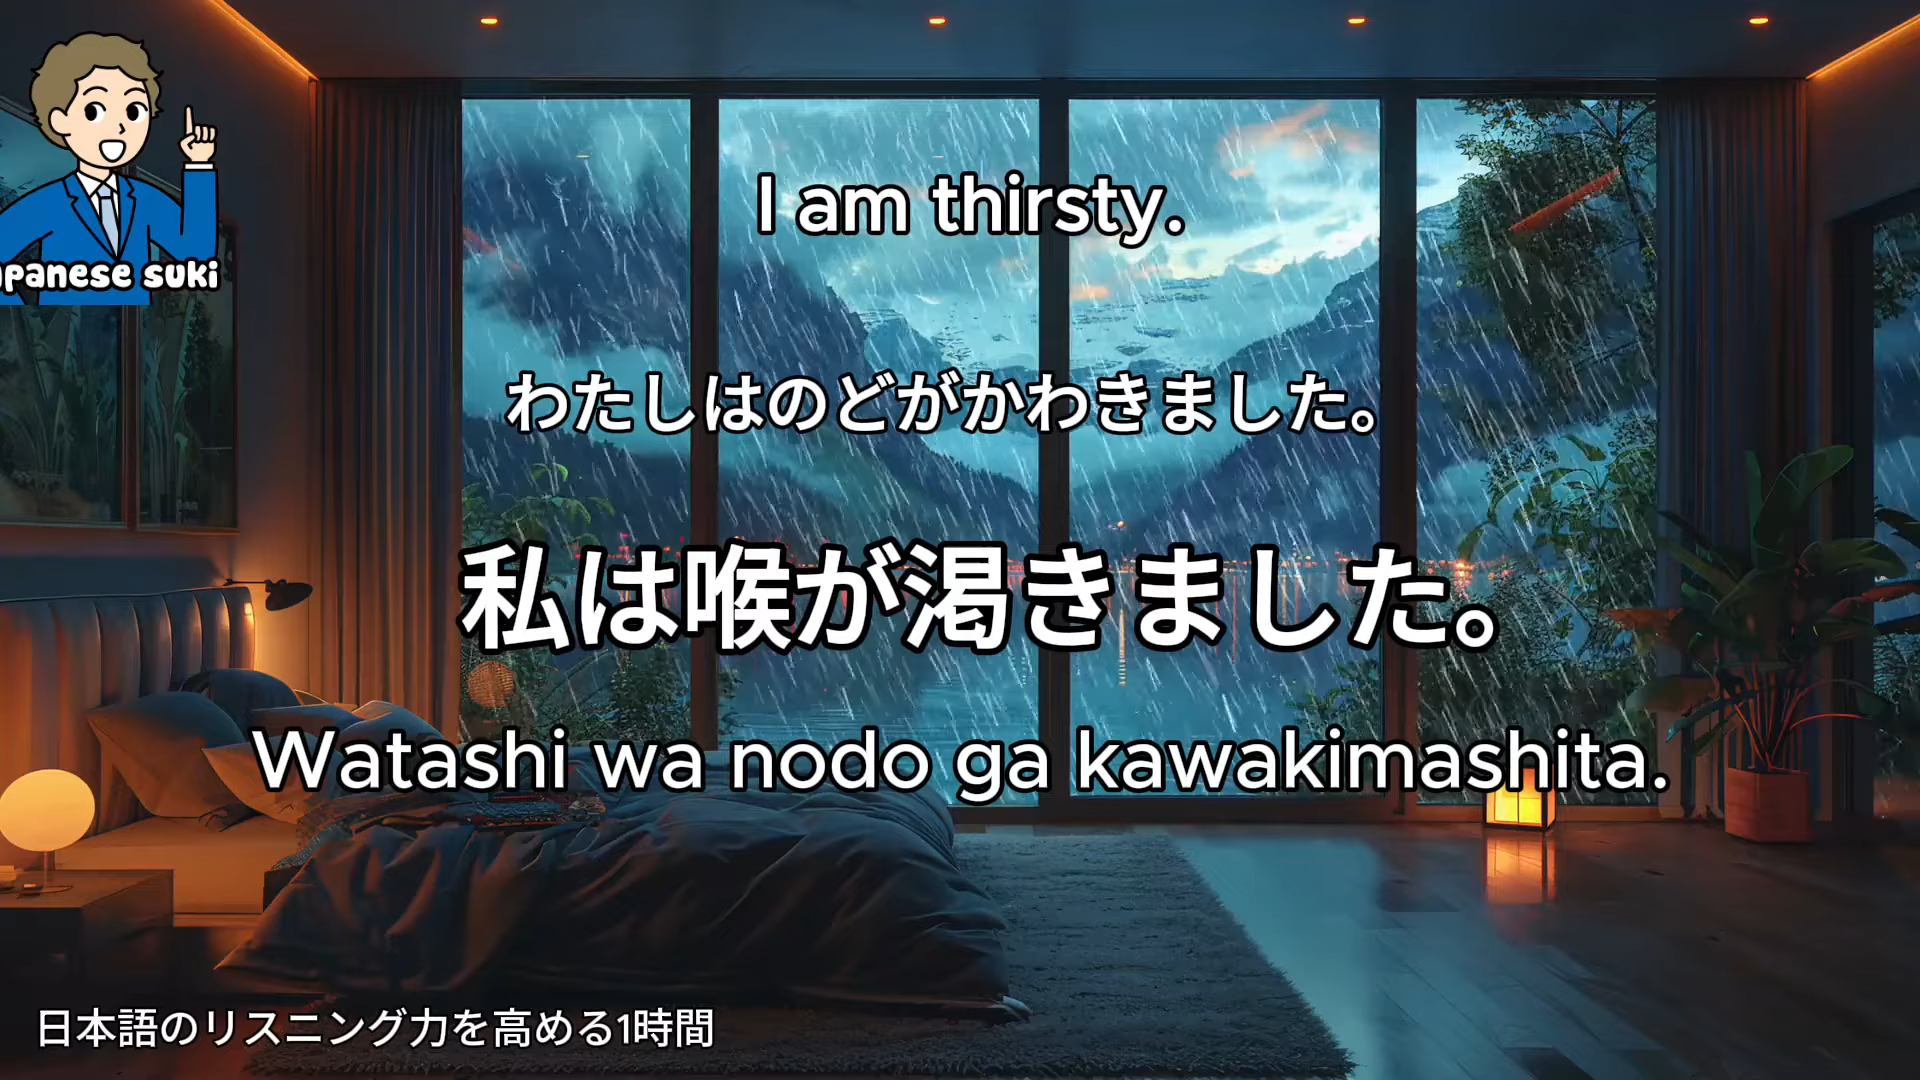 I am thirsty.
panese suki
わたしはのどがかわきました。
私は喉が渇きました。
Watashi wa nodo ga kawakimashita.
日本語のリスニング力を高める1時間